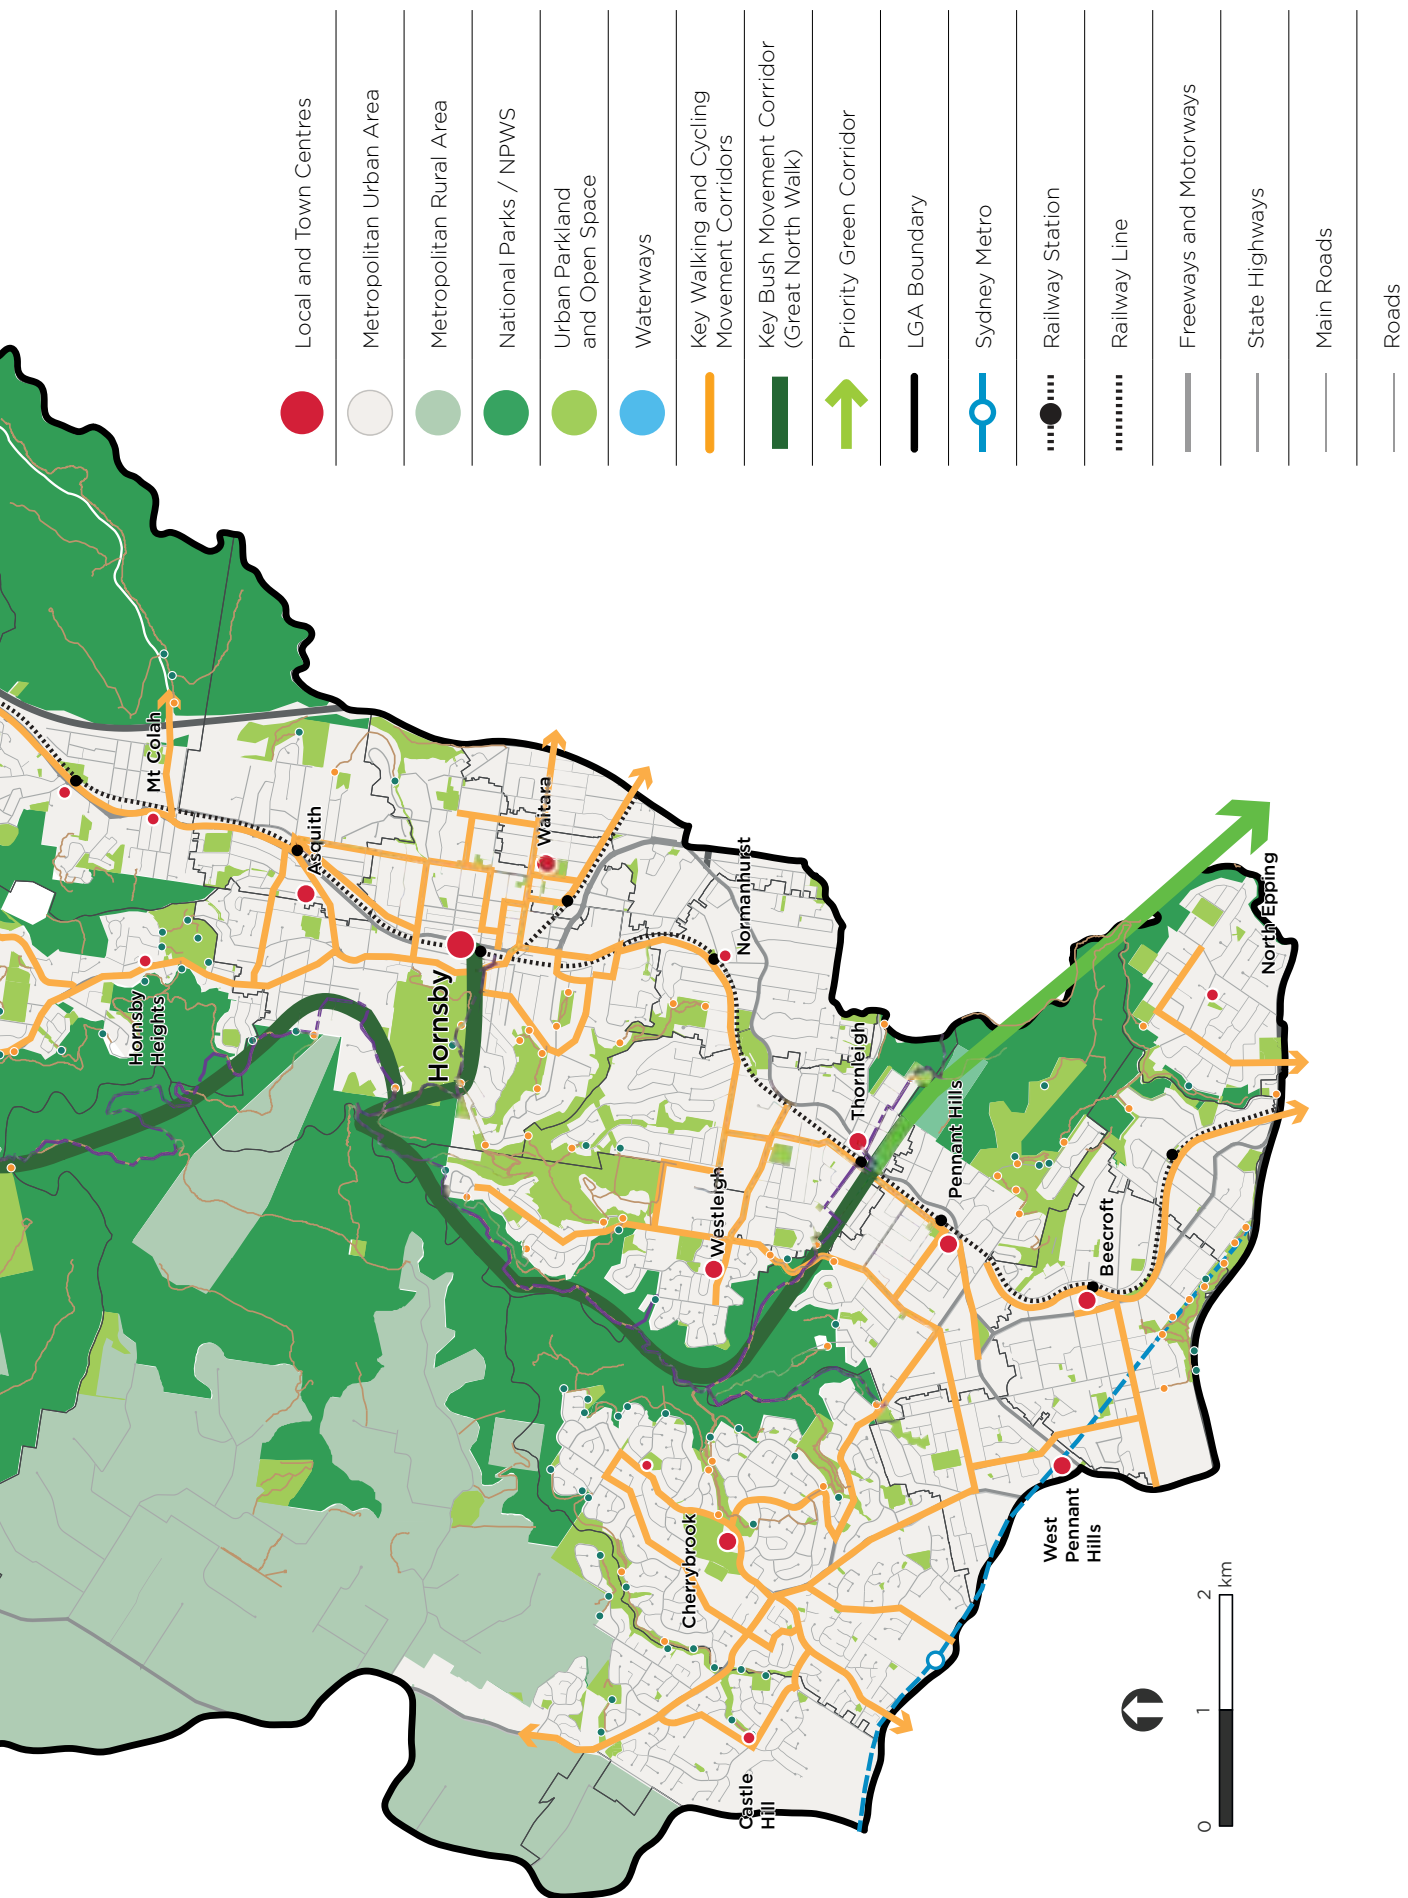 Local and Town Centres
Metropolitan Urban Area
Metropolitan Rural Area
National Parks / NPWS
Urban Parkland
and Open Space
Waterways
Key Walking and Cycling
Movement Corridors
Key Bush Movement Corridor
(Great North Walk)
Priority Green Corridor
LGA Boundary
Sydney Metro
Railway Station
Railway Line
Freeways and Motorways
State Highways
Main Roads
Roads
Mt Colah
Asquith
Waitara
Hornsby
Heights
Hornsby
Normanhurst
North Epping
Thornleigh
Pennant Hills
Westleigh
Beecroft
Cherrybrook
West
Pennant
Hills
Castle
Hill
0
1
2
km